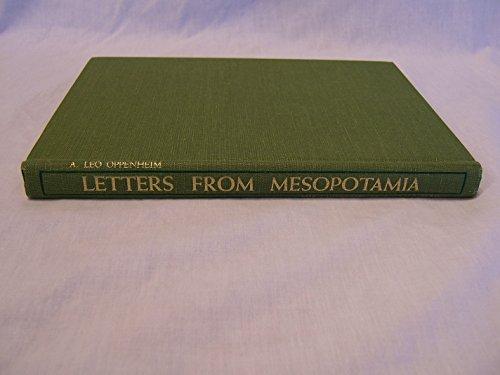 A. LEO OPPENHEIM
LETTERS FROM MESOPOTAMIA